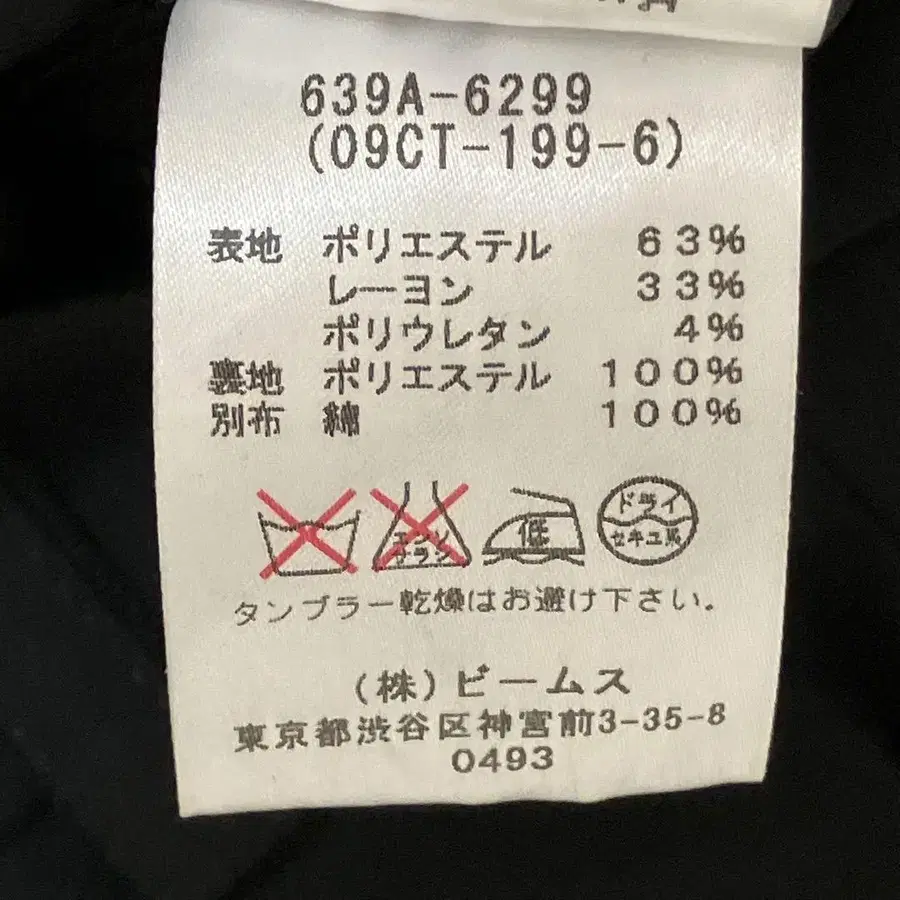 639A-6299
(09CT-199-6)
表地 ポリエステル 63%
レーヨン 33%
ポリウレタン 4%
裏地 ポリエステル 100%
別布 綿 100%
エンソ
サラシ
低
ドライ
セキユ系
タンブラー乾燥はお避け下さい。
(株)ビームス
東京都渋谷区神宮前3-35-8
0493